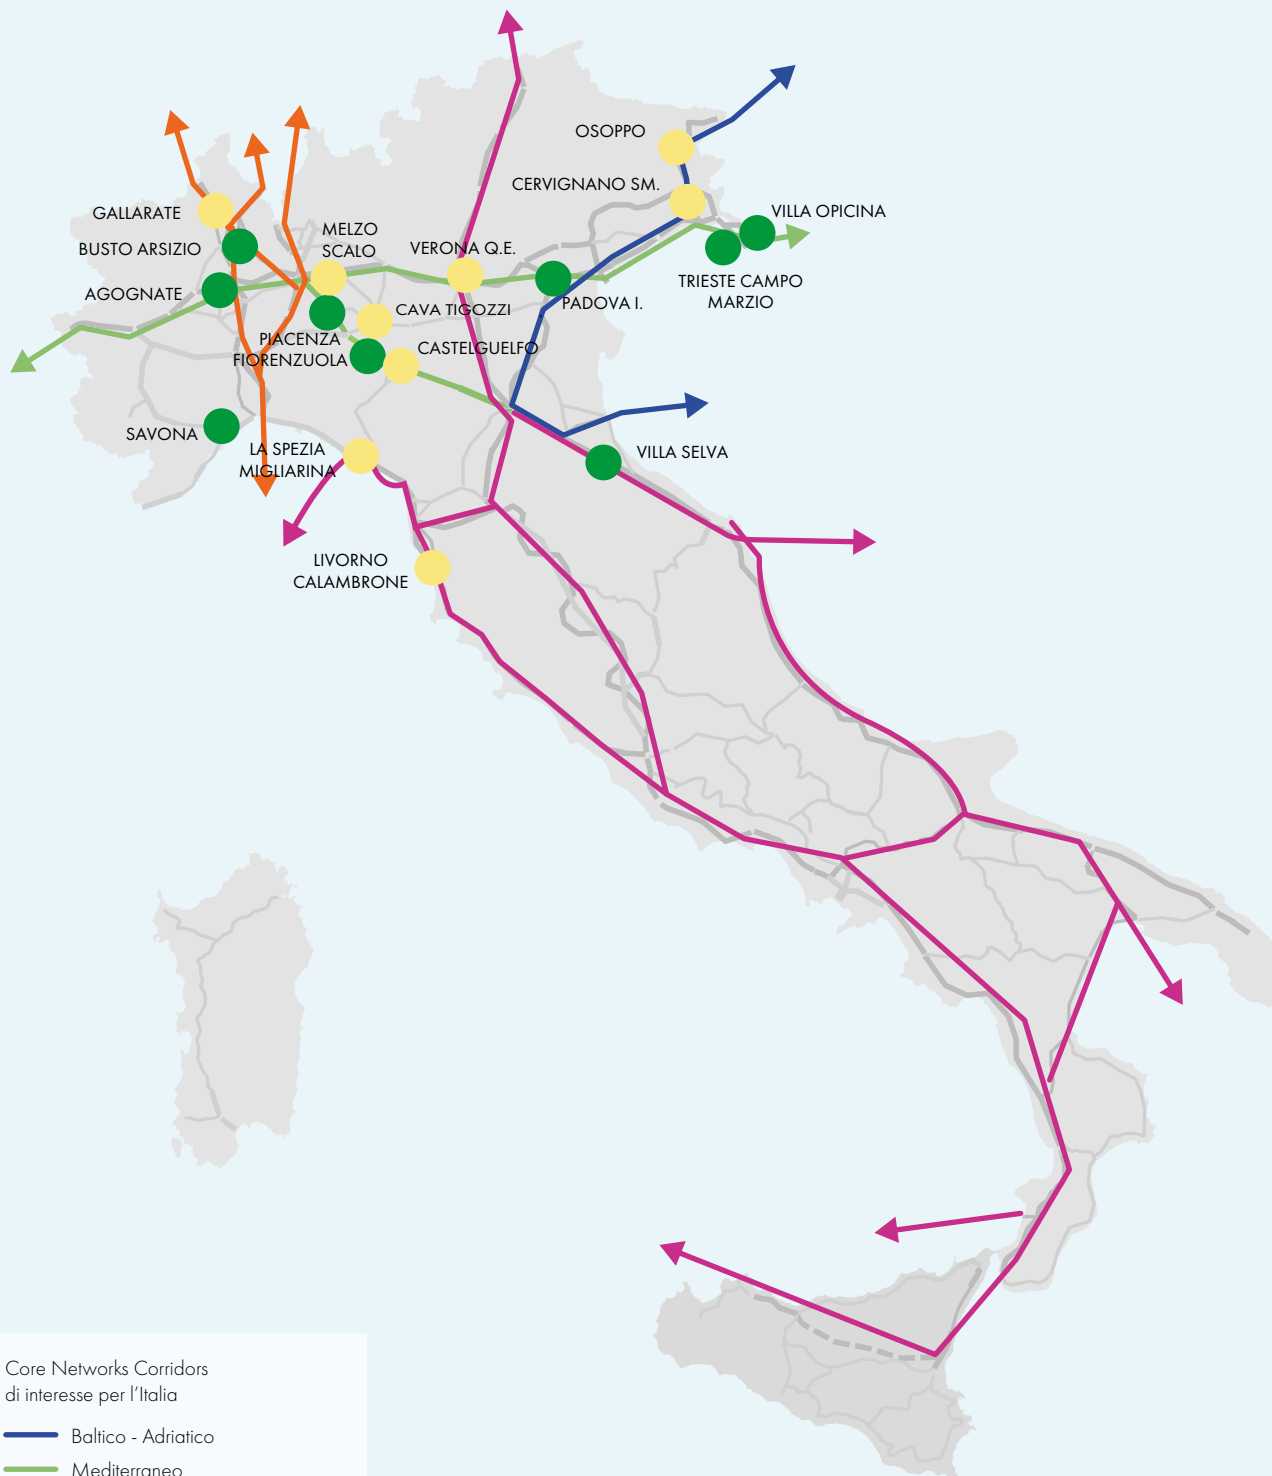 OSOPPO
CERVIGNANO SM.
VILLA OPICINA
GALLARATE
BUSTO ARSIZIO
MELZO
SCALO
VERONA Q.E.
TRIESTE CAMPO
MARZIO
AGOGNATE
PADOVA I.
CAVA TIGOZZI
PIACENZA
FIORENZUOLA
CASTELGUELFO
SAVONA
LA SPEZIA
MIGLIARINA
VILLA SELVA
LIVORNO
CALAMBRONE
Core Networks Corridors
di interesse per l'Italia
Baltico - Adriatico
Mediterraneo